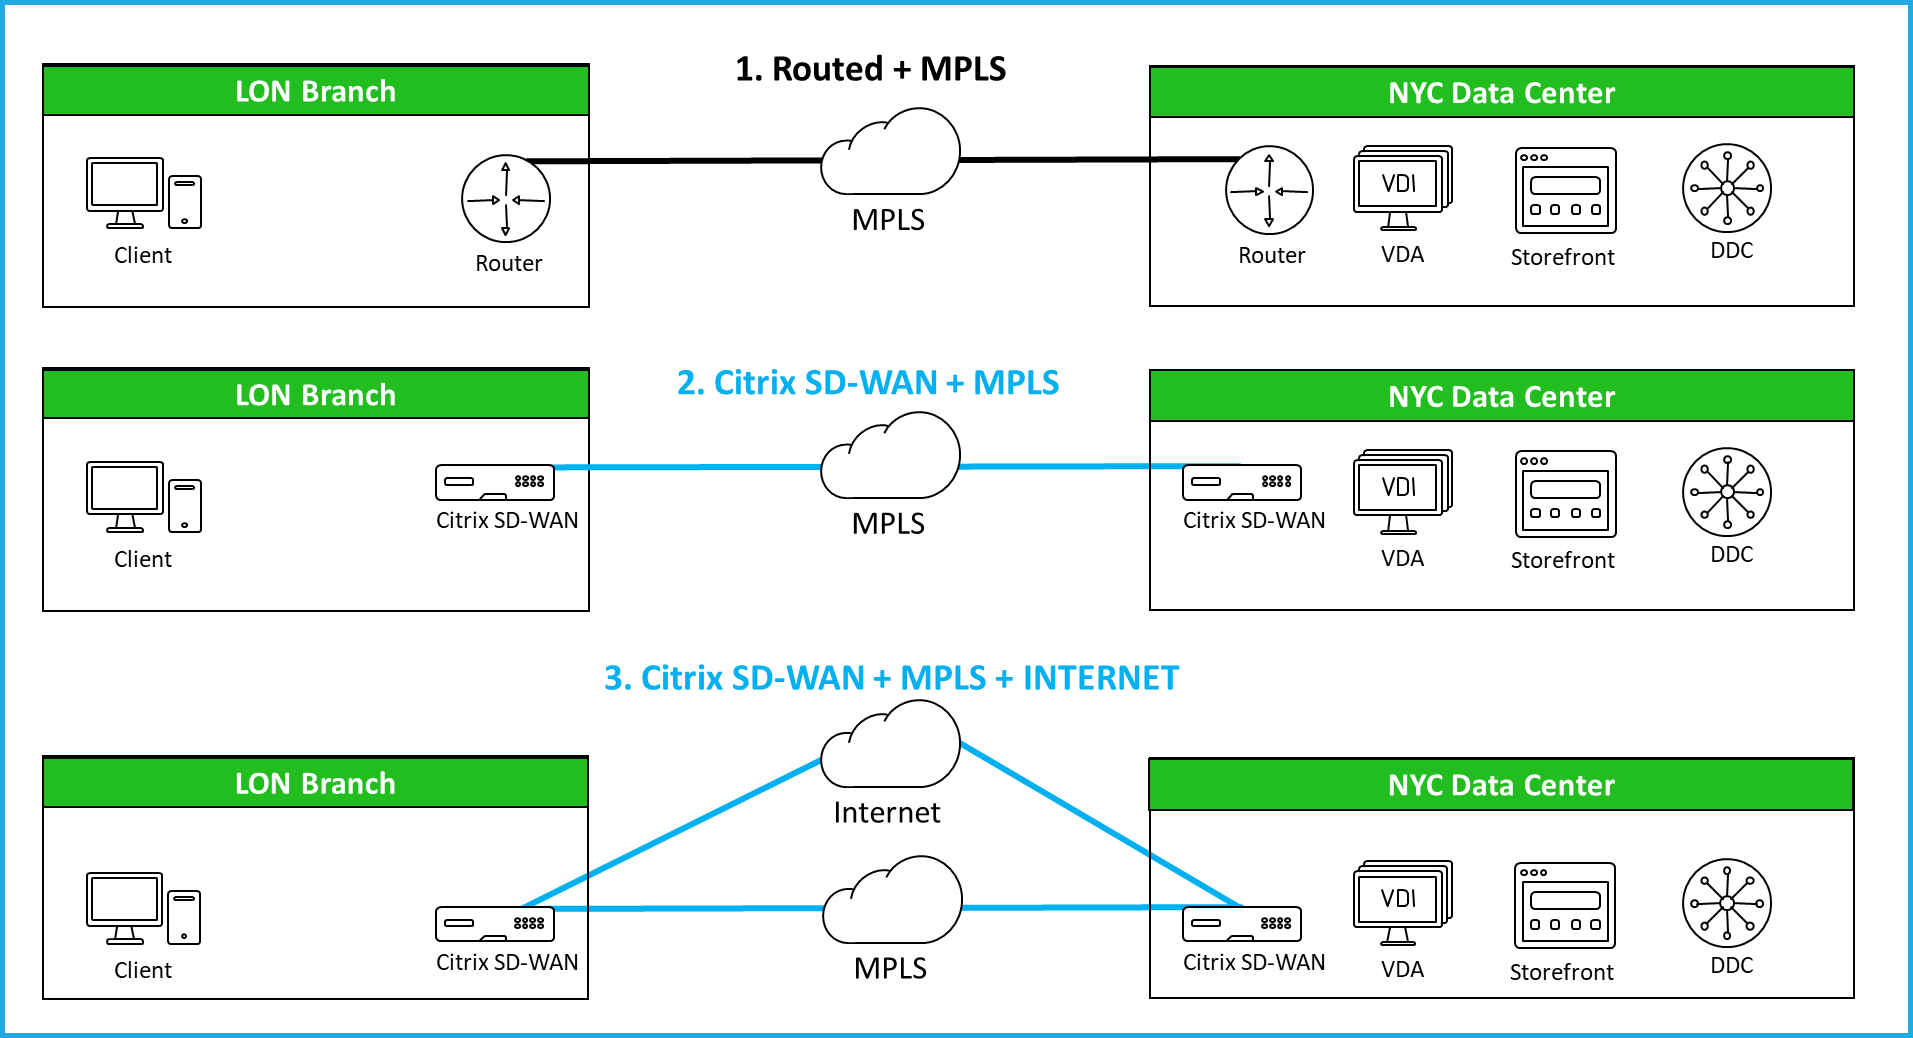 1. Routed + MPLS
LON Branch
NYC Data Center
VDI
MPLS
Client
Router
Router
VDA
Storefront
DDC
2. Citrix SD-WAN + MPLS
LON Branch
NYC Data Center
VDI
MPLS
Client
Citrix SD-WAN
Citrix SD-WAN
VDA
Storefront
DDC
3. Citrix SD-WAN + MPLS + INTERNET
LON Branch
Internet
NYC Data Center
VDI
MPLS
Client
Citrix SD-WAN
Citrix SD-WAN
VDA
Storefront
DDC